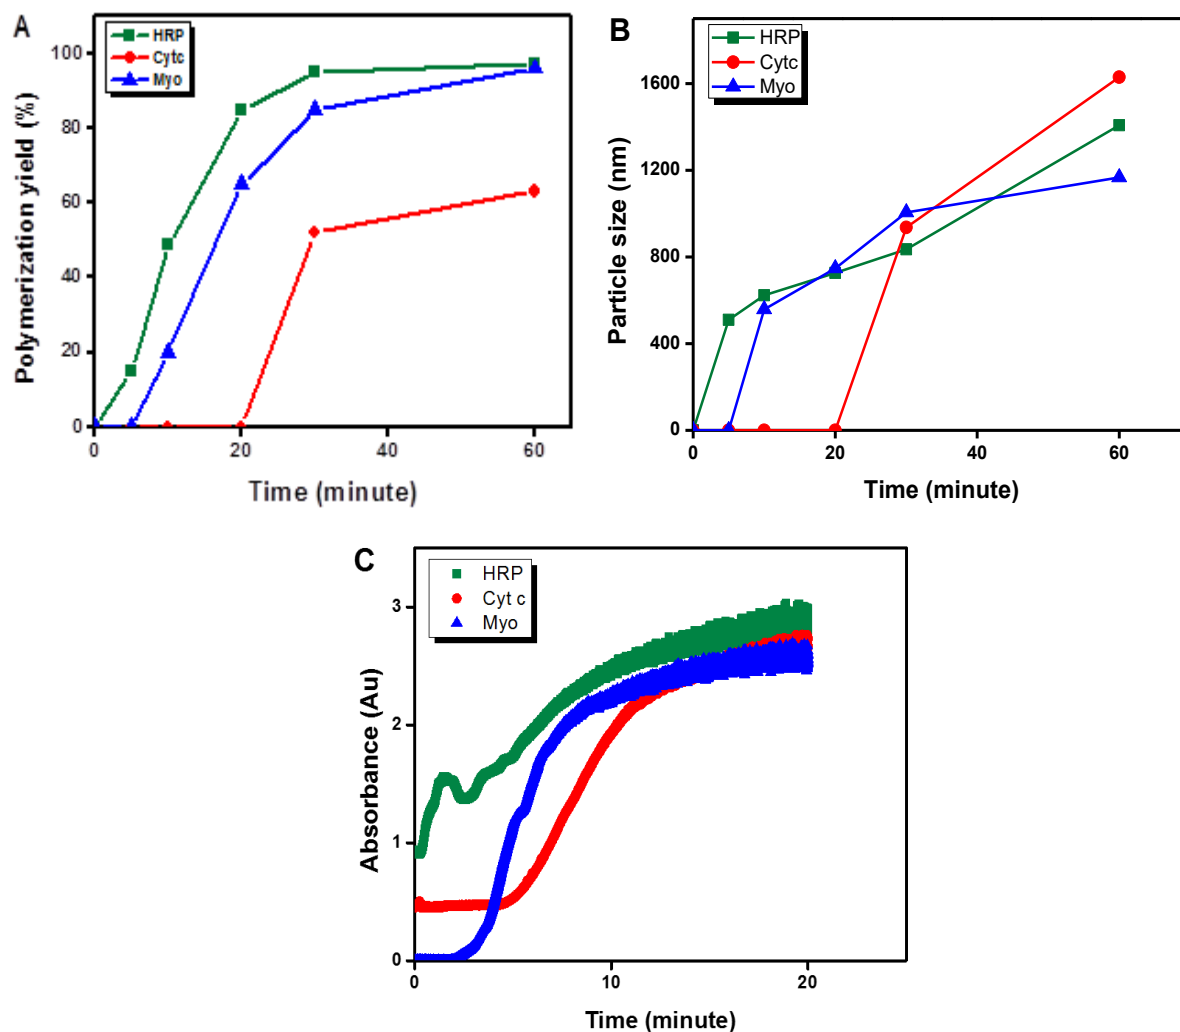 A
HRP
Cytc
Myo
Polymerization yield (%)
100
80
60
40
20
0
0 20 40 60
Time (minute)
B
HRP
Cytc
Myo
Particle size (nm)
1600
1200
800
400
0
0 20 40 60
Time (minute)
C
HRP
Cyt c
Myo
Absorbance (Au)
3
2
1
0
0 10 20
Time (minute)